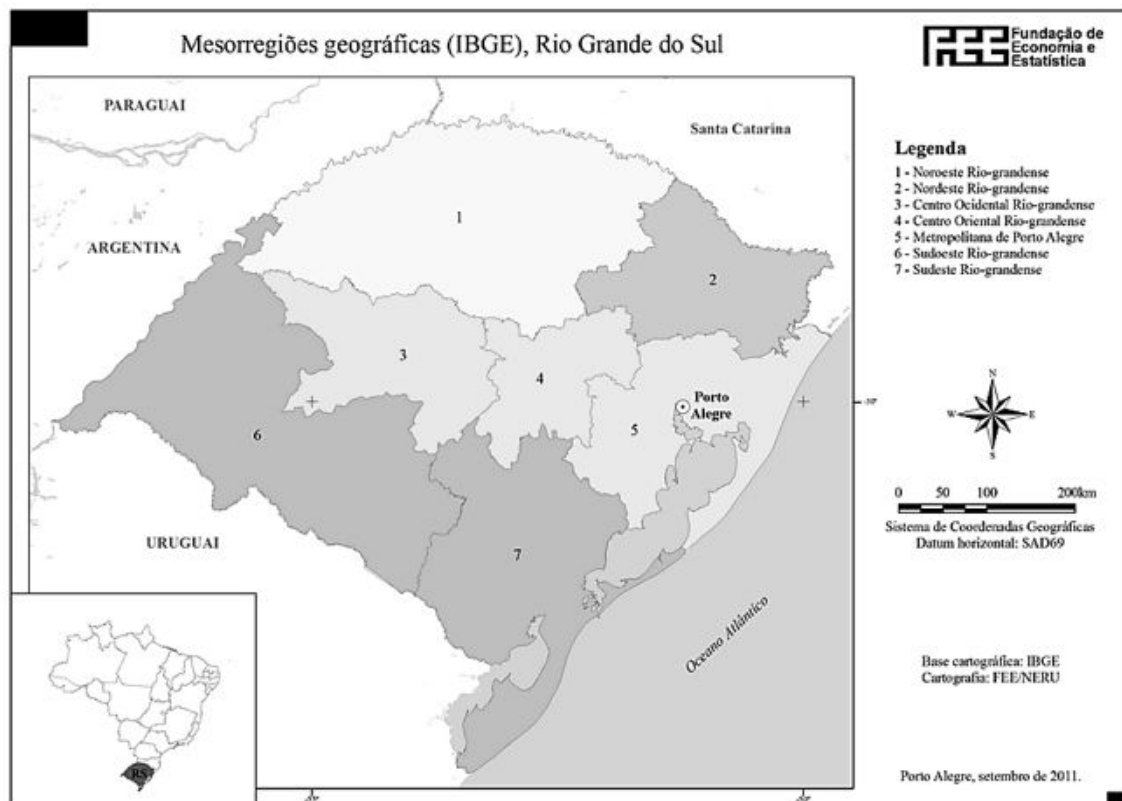 Mesorregiões geográficas (IBGE), Rio Grande do Sul
FEE
Fundação de
Economia e
Estatística
PARAGUAI
Santa Catarina
ARGENTINA
1
2
3
4
Porto
Alegre
5
6
URUGUAI
7
Oceano Atlântico
RS
Legenda
1 - Noroeste Rio-grandense
2 - Nordeste Rio-grandense
3 - Centro Ocidental Rio-grandense
4 - Centro Oriental Rio-grandense
5 - Metropolitana de Porto Alegre
6 - Sudoeste Rio-grandense
7 - Sudeste Rio-grandense
N
W E
S
0 50 100 200km
Sistema de Coordenadas Geográficas
Datum horizontal: SAD69
Base cartográfica: IBGE
Cartografia: FEE/NERU
Porto Alegre, setembro de 2011.